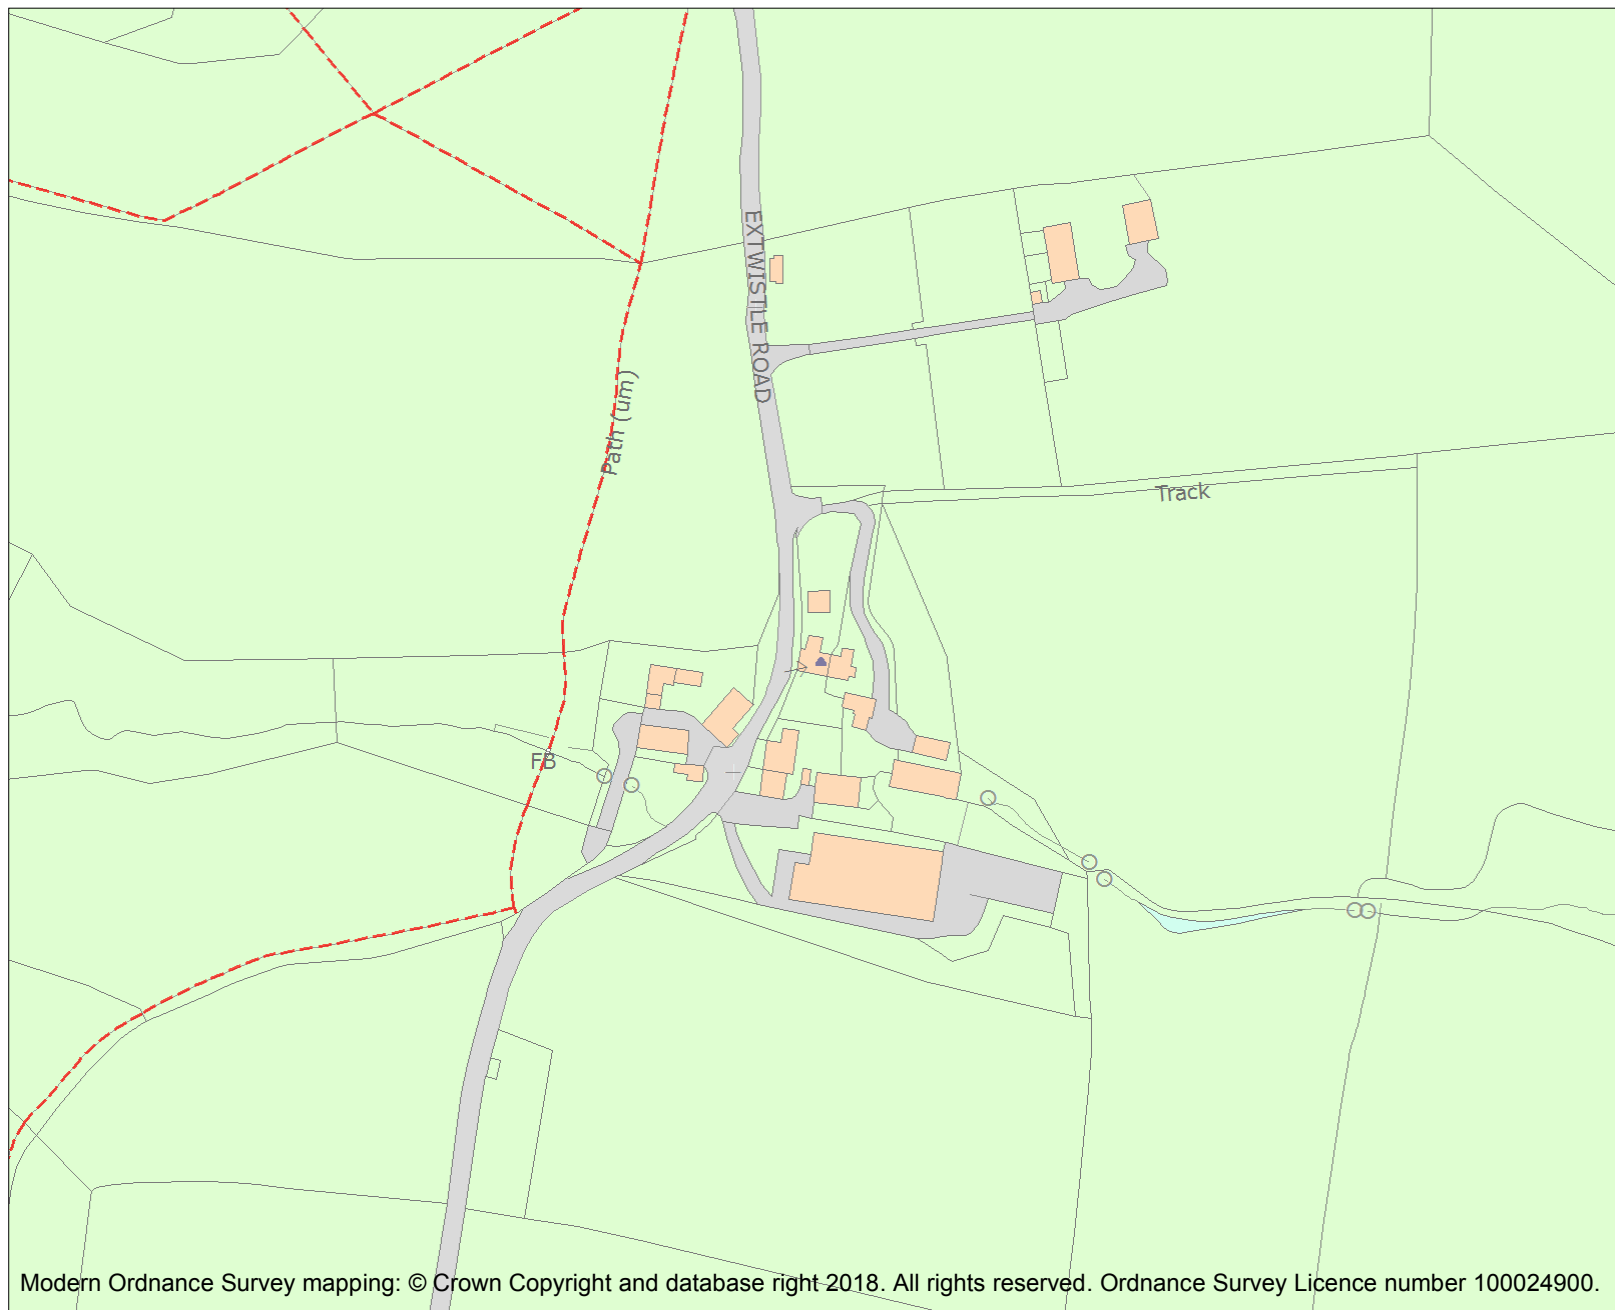 EXTWISTLE ROAD
Path (um)
Track
FB
Modern Ordnance Survey mapping: © Crown Copyright and database right 2018. All rights reserved. Ordnance Survey Licence number 100024900.